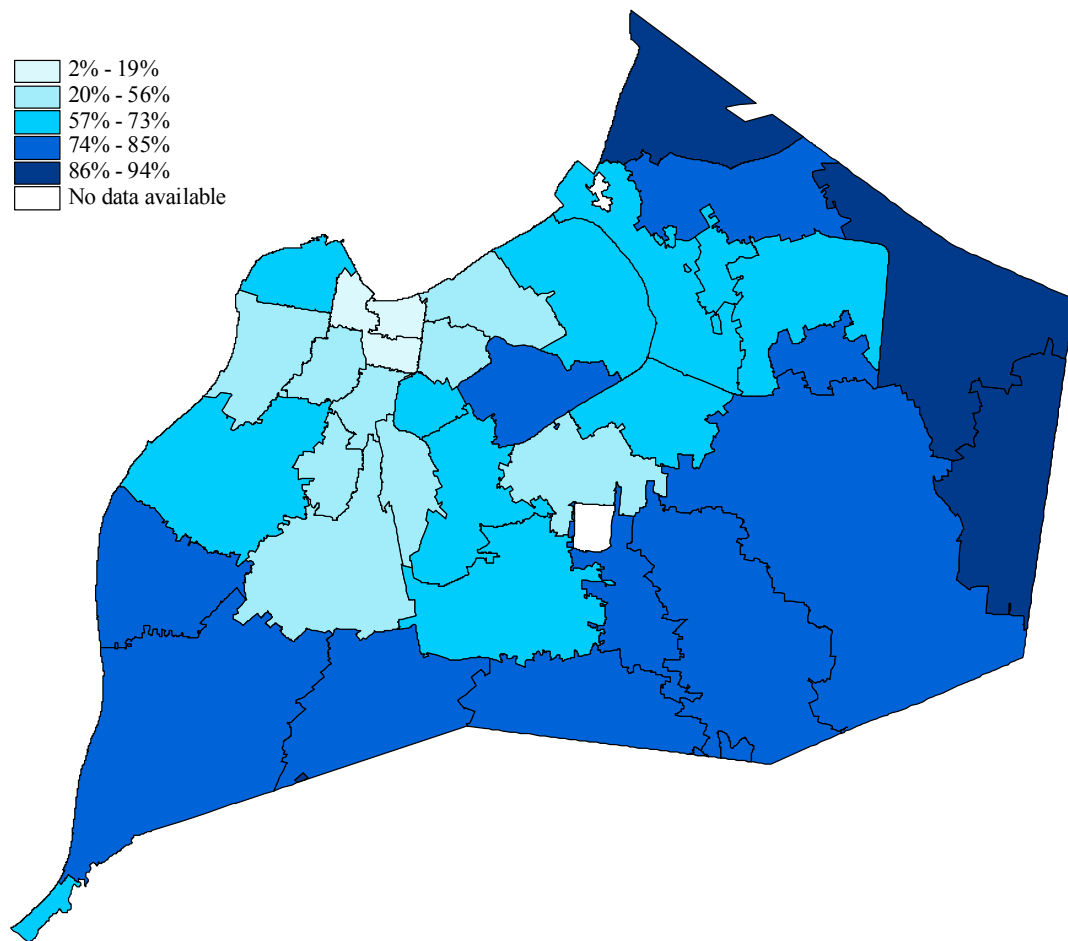 2% - 19%
20% - 56%
57% - 73%
74% - 85%
86% - 94%
No data available